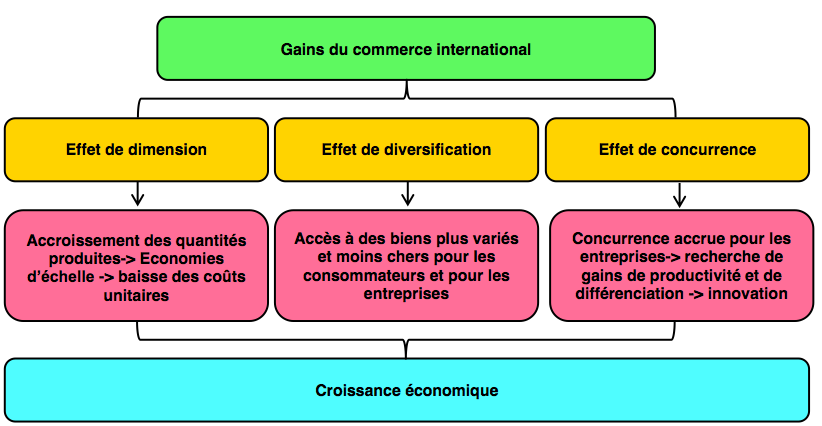 Gains du commerce international
Effet de dimension
Effet de diversification
Effet de concurrence
Accroissement des quantités
produites-> Economies
d'échelle -> baisse des coûts
unitaires
Accès à des biens plus variés
et moins chers pour les
consommateurs et pour les
entreprises
Concurrence accrue pour les
entreprises-> recherche de
gains de productivité et de
différenciation -> innovation
Croissance économique